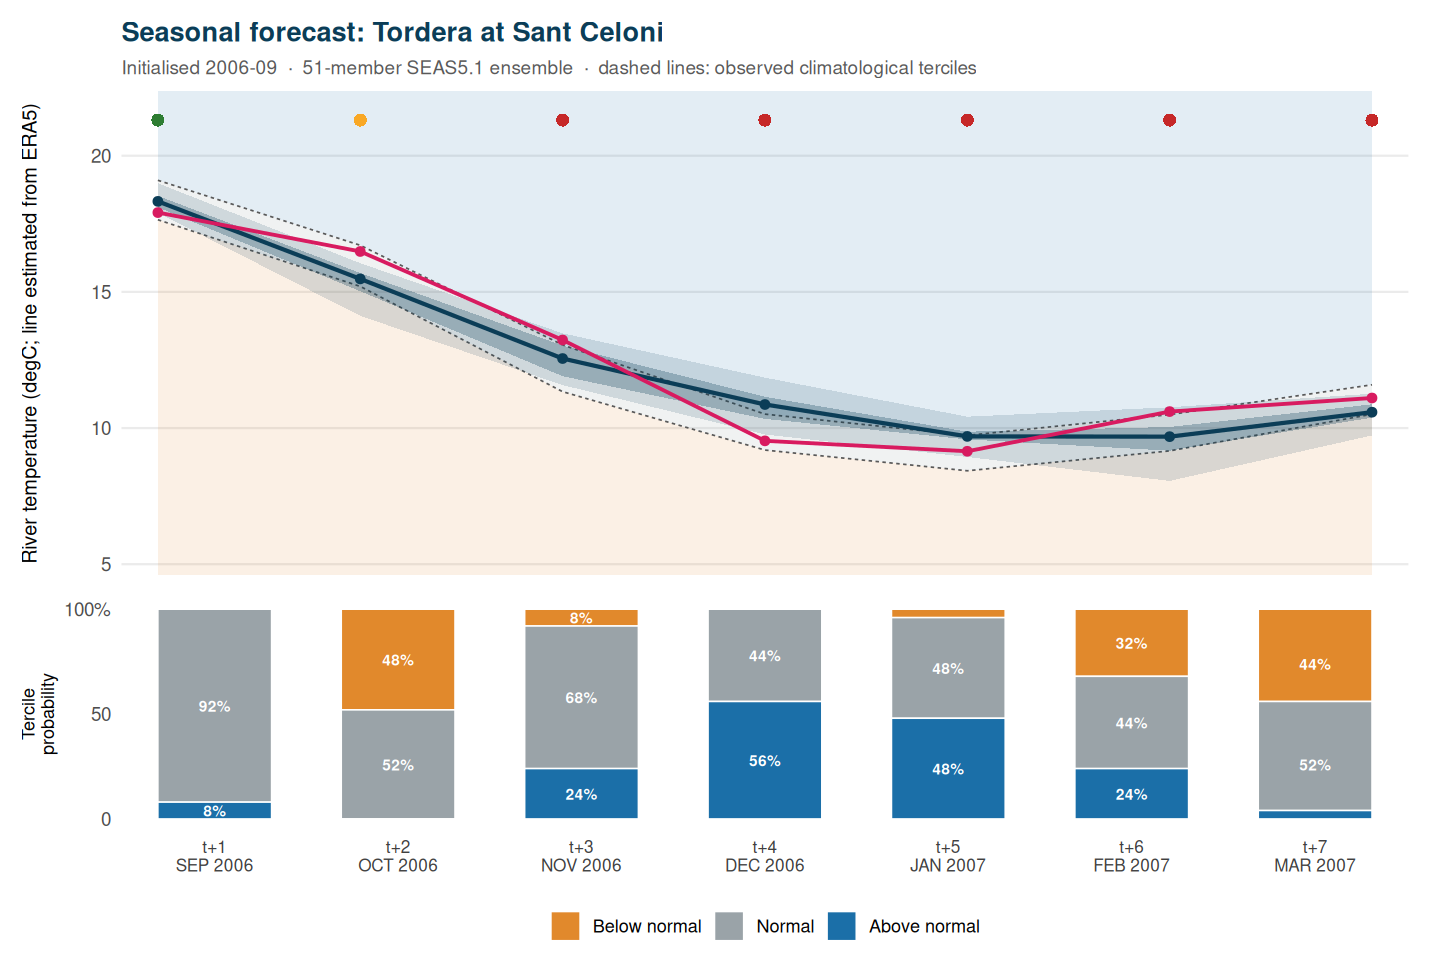 Seasonal forecast: Tordera at Sant Celoni
Initialised 2006-09 · 51-member SEAS5.1 ensemble · dashed lines: observed climatological terciles
River temperature (degC; line estimated from ERA5)
20
15
10
5
Tercile
probability
100%
50
0
92%
8%
48%
52%
8%
68%
24%
44%
56%
48%
48%
32%
44%
24%
44%
52%
t+1
SEP 2006
t+2
OCT 2006
t+3
NOV 2006
t+4
DEC 2006
t+5
JAN 2007
t+6
FEB 2007
t+7
MAR 2007
Below normal
Normal
Above normal